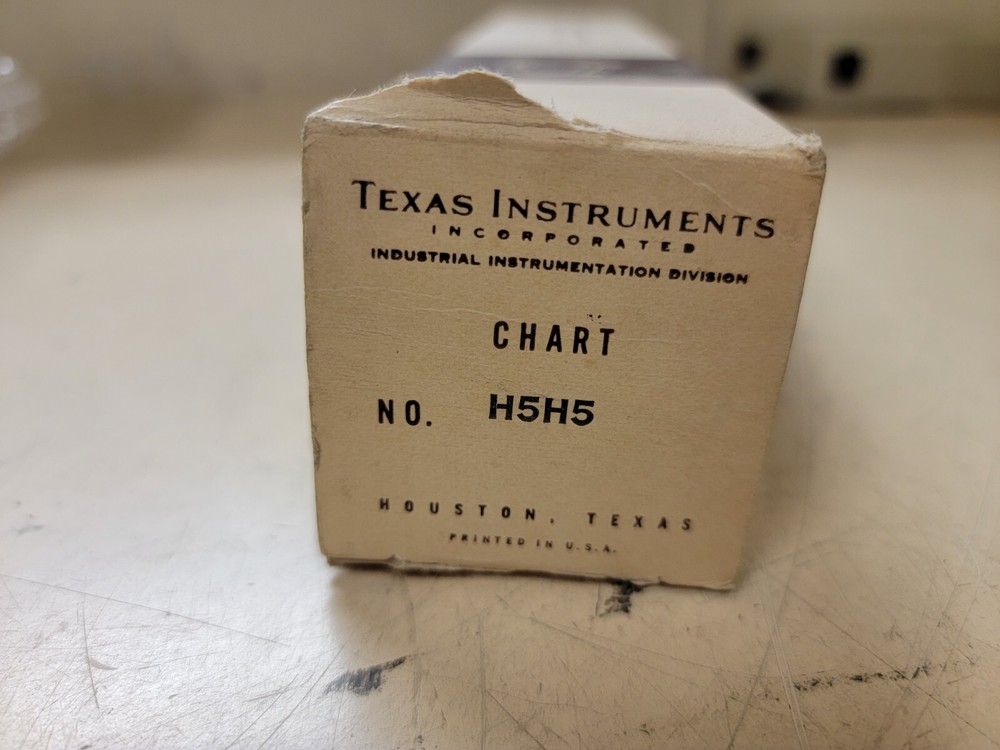 TEXAS INSTRUMENTS
INCORPORATED
INDUSTRIAL INSTRUMENTATION DIVISION
CHART
NO. H5H5
HOUSTON, TEXAS
PRINTED IN U.S.A.